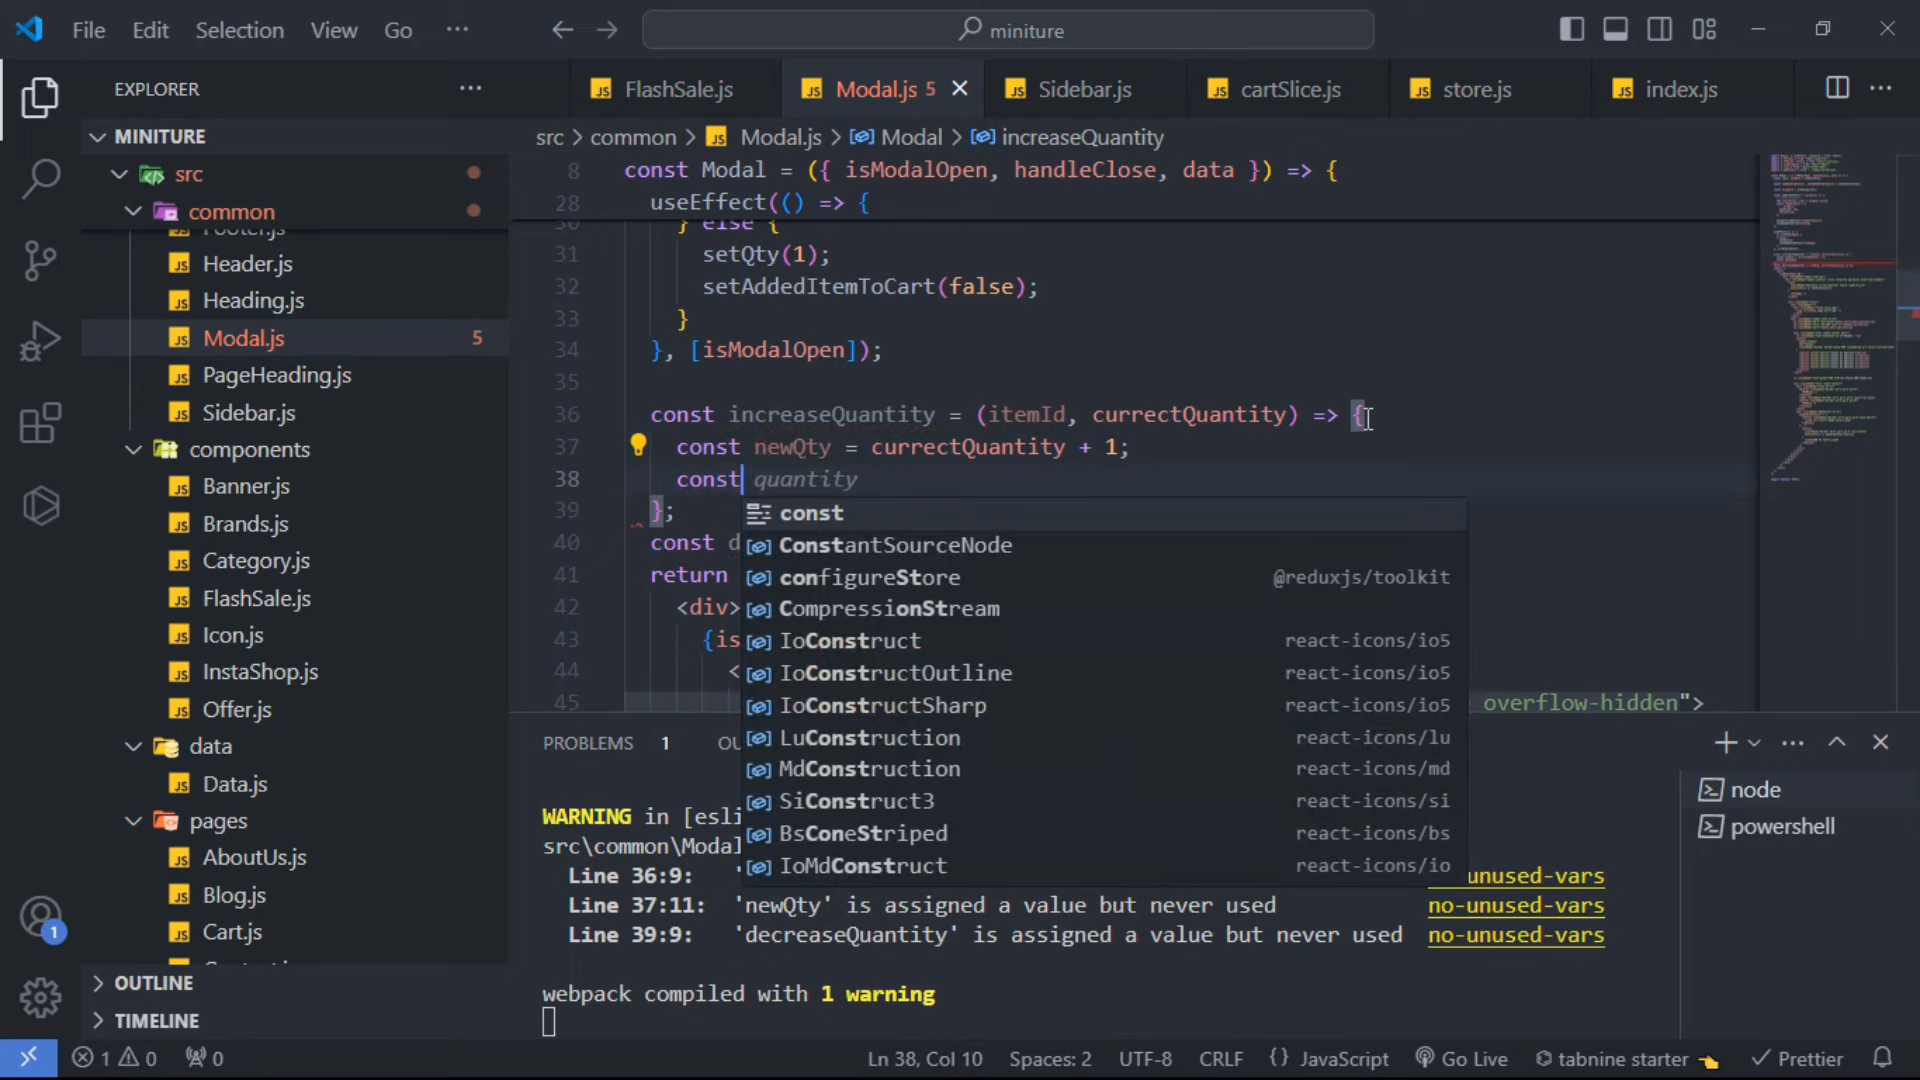 File Edit Selection View Go ···
miniture
EXPLORER ···
FlashSale.js
Modal.js 5
Sidebar.js
cartSlice.js
store.js
index.js
···
MINITURE
src
common
Footer.js
Header.js
Heading.js
Modal.js 5
PageHeading.js
Sidebar.js
components
Banner.js
Brands.js
Category.js
FlashSale.js
Icon.js
InstaShop.js
Offer.js
data
Data.js
pages
AboutUs.js
Blog.js
Cart.js
OUTLINE
TIMELINE
1
src > common > JS Modal.js > Modal > increaseQuantity
8 const Modal = ({ isModalOpen, handleClose, data }) => {
28 useEffect(() => {
30 } else {
31 setQty(1);
32 setAddedItemToCart(false);
33 }
34 }, [isModalOpen]);
35
36 const increaseQuantity = (itemId, currectQuantity) => {
37 const newQty = currectQuantity + 1;
38 const quantity
39 };
40 const d
41 return
42 <div>
43 {is
44 <
45 overflow-hidden">
const
ConstantSourceNode
configureStore @reduxjs/toolkit
CompressionStream
IoConstruct react-icons/io5
IoConstructOutline react-icons/io5
IoConstructSharp react-icons/io5
LuConstruction react-icons/lu
MdConstruction react-icons/md
SiConstruct3 react-icons/si
BsConeStriped react-icons/bs
IoMdConstruct react-icons/io
PROBLEMS 1 OU
node
powershell
WARNING in [esli
src\common\Modal
Line 36:9: ' unused-vars
Line 37:11: 'newQty' is assigned a value but never used no-unused-vars
Line 39:9: 'decreaseQuantity' is assigned a value but never used no-unused-vars
webpack compiled with 1 warning
1 0 0 Ln 38, Col 10 Spaces: 2 UTF-8 CRLF {} JavaScript Go Live tabnine starter Prettier